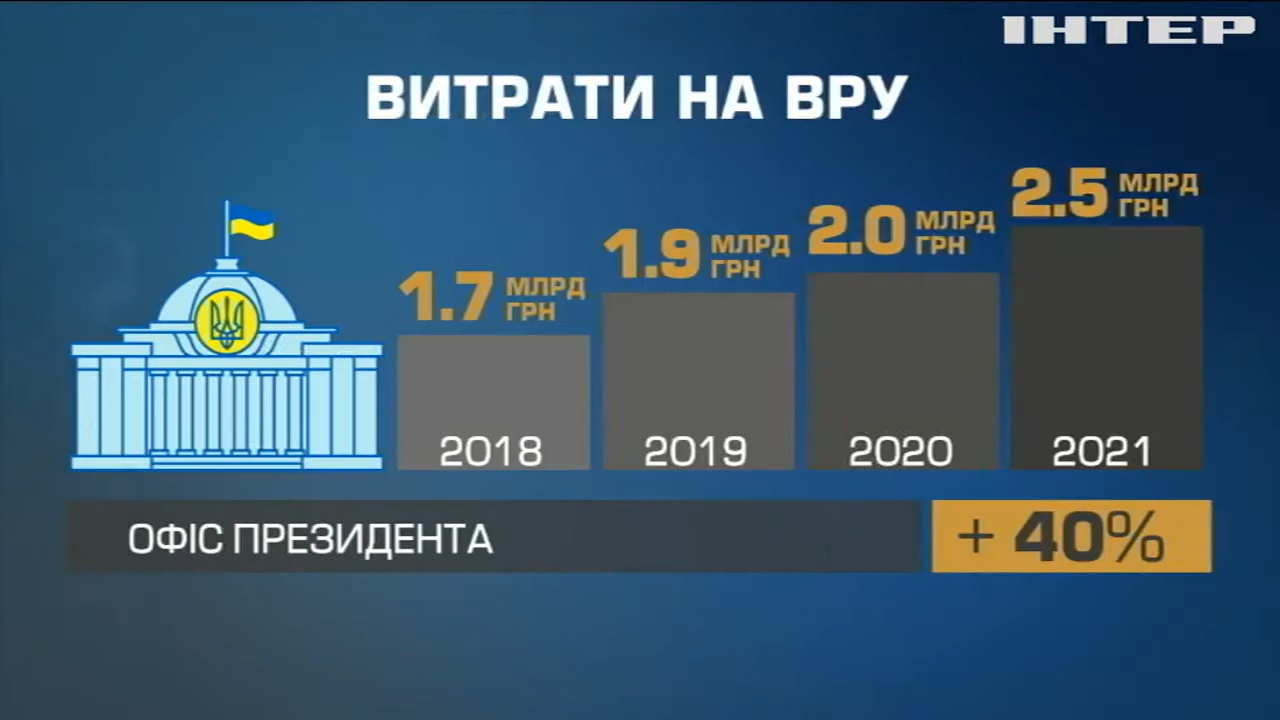 ІНТЕР
ВИТРАТИ НА ВРУ
1.7 МЛРД ГРН
1.9 МЛРД ГРН
2.0 МЛРД ГРН
2.5 МЛРД ГРН
2018
2019
2020
2021
ОФІС ПРЕЗИДЕНТА
+ 40%